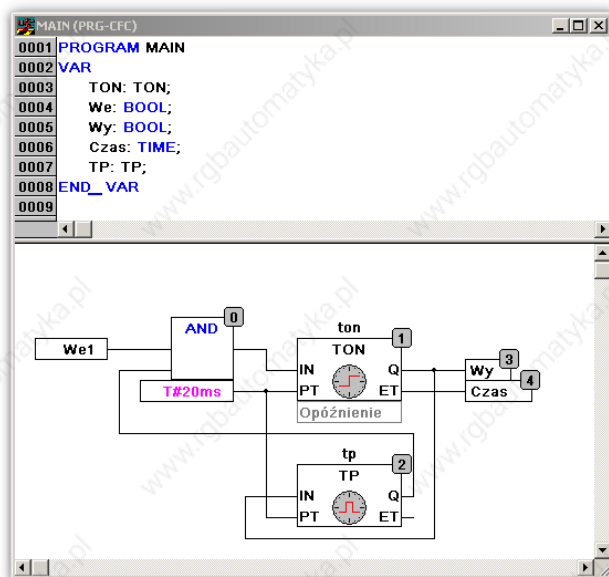 MAIN (PRG-CFC)
0001 PROGRAM MAIN
0002 VAR
0003 TON: TON;
0004 We: BOOL;
0005 Wy: BOOL;
0006 Czas: TIME;
0007 TP: TP;
0008 END_VAR
0009
AND 0
We1
T#20ms
ton
TON 1
IN Q
PT ET
Opóźnienie
Wy 3
Czas 4
tp
TP 2
IN Q
PT ET
www.rgbautomatyka.pl